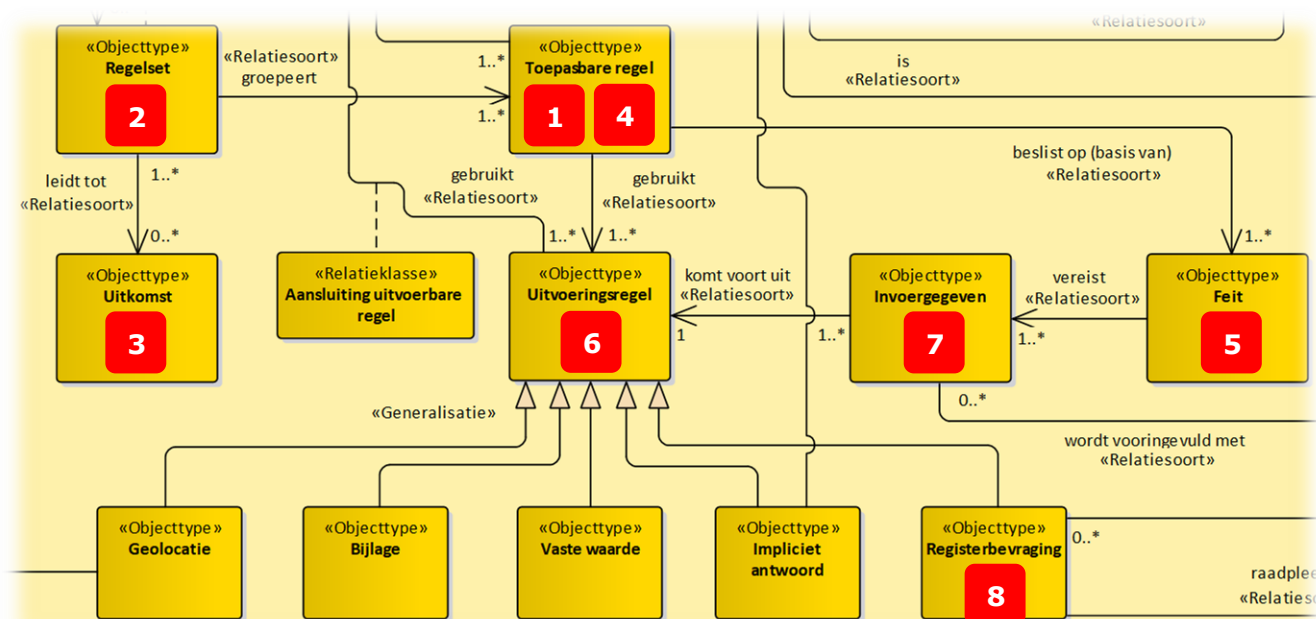 «Relatiesoort»
«Objecttype»
Regelset
2
«Relatiesoort»
groepeert
1..*
1..*
«Objecttype»
Toepasbare regel
1 4
is
«Relatiesoort»
leidt tot
«Relatiesoort»
1..*
0..*
gebruikt
«Relatiesoort»
1..*
gebruikt
«Relatiesoort»
1..*
beslist op (basis van)
«Relatiesoort»
1..*
«Objecttype»
Uitkomst
3
«Relatieklasse»
Aansluiting uitvoerbare
regel
«Objecttype»
Uitvoeringsregel
6
komt voort uit
«Relatiesoort»
1
1..*
«Objecttype»
Invoergegeven
7
vereist
«Relatiesoort»
1..*
«Objecttype»
Feit
5
«Generalisatie»
0..*
wordt vooringevuld met
«Relatiesoort»
«Objecttype»
Geolocatie
«Objecttype»
Bijlage
«Objecttype»
Vaste waarde
«Objecttype»
Impliciet
antwoord
«Objecttype»
Registerbevraging
8
0..*
raadplee
«Relatieso